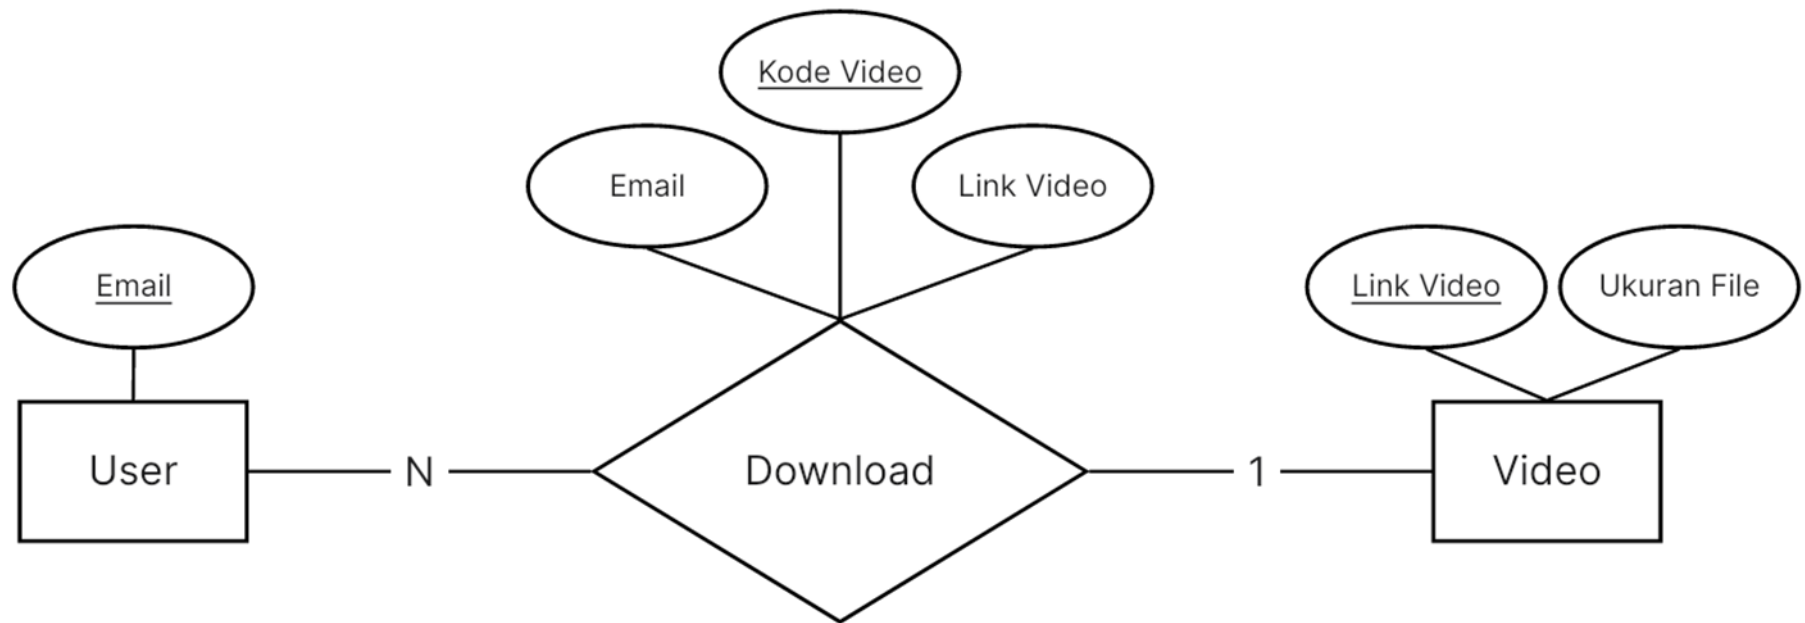 Kode Video
Email
Link Video
Email
Link Video
Ukuran File
User
N
Download
1
Video